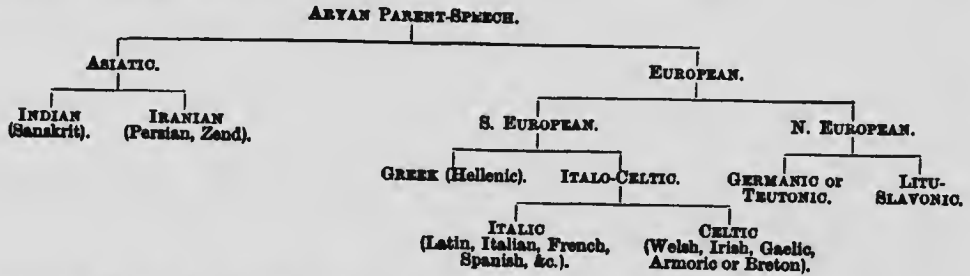 ARYAN PARENT-SPEECH.
ASIATIC.
EUROPEAN.
INDIAN
(Sanskrit).
IRANIAN
(Persian, Zend).
S. EUROPEAN.
N. EUROPEAN.
GREEK (Hellenic).
ITALO-CELTIC.
GERMANIC or
TEUTONIC.
LITU-
SLAVONIC.
ITALIC
(Latin, Italian, French,
Spanish, &c.).
CELTIC
(Welsh, Irish, Gaelic,
Armoric or Breton).